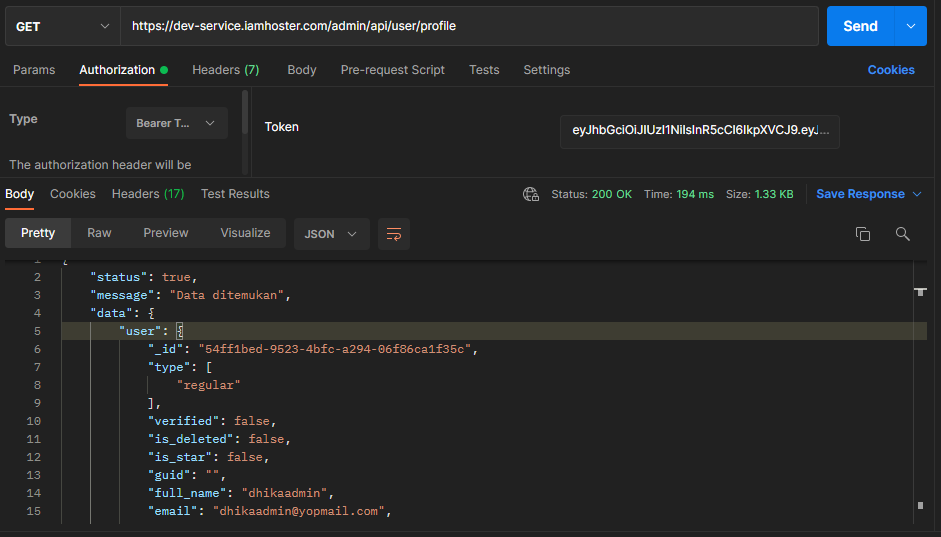 GET https://dev-service.iamhoster.com/admin/api/user/profile Send
Params Authorization Headers (7) Body Pre-request Script Tests Settings Cookies
Type Bearer T... Token eyJhbGciOiJIUzI1NiIsInR5cCI6IkpXVCJ9.eyJ...
The authorization header will be
Body Cookies Headers (17) Test Results Status: 200 OK Time: 194 ms Size: 1.33 KB Save Response
Pretty Raw Preview Visualize JSON
1 {
2 "status": true,
3 "message": "Data ditemukan",
4 "data": {
5 "user": {
6 "_id": "54ff1bed-9523-4bfc-a294-06f86ca1f35c",
7 "type": [
8 "regular"
9 ],
10 "verified": false,
11 "is_deleted": false,
12 "is_star": false,
13 "guid": "",
14 "full_name": "dhikaadmin",
15 "email": "dhikaadmin@yopmail.com",